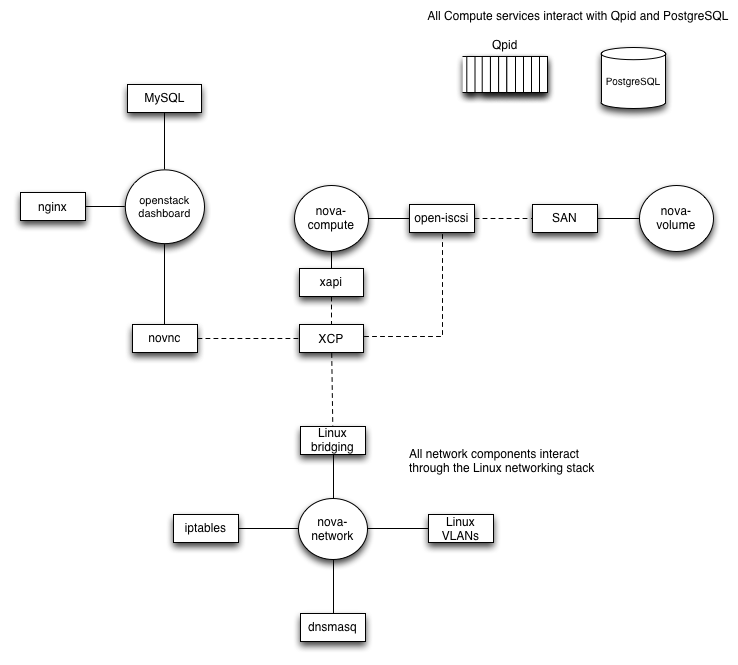 All Compute services interact with Qpid and PostgreSQL
Qpid
PostgreSQL
MySQL
nginx
openstack
dashboard
nova-
compute
open-iscsi
SAN
nova-
volume
xapi
novnc
XCP
Linux
bridging
All network components interact
through the Linux networking stack
iptables
nova-
network
Linux
VLANs
dnsmasq